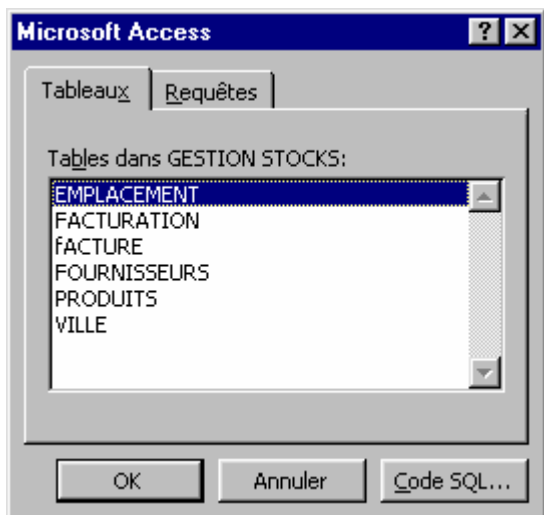 Microsoft Access
Tableaux Requêtes
Tables dans GESTION STOCKS:
EMPLACEMENT
FACTURATION
fACTURE
FOURNISSEURS
PRODUITS
VILLE
OK Annuler Code SQL...